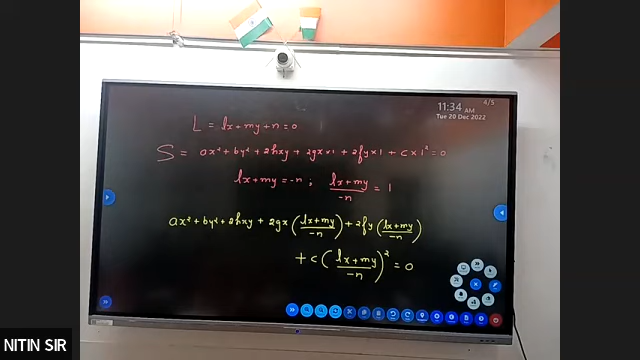 11:34 AM
Tue 20 Dec 2022
4/5
L = lx+my+n=0
S = ax²+by²+2hxy + 2gx×1 + 2fy×1 + c×1²=0
lx+my=-n ; (lx+my)/-n = 1
ax²+by²+2hxy + 2gx((lx+my)/-n) + 2fy((lx+my)/-n)
+ c((lx+my)/-n)² = 0
NITIN SIR